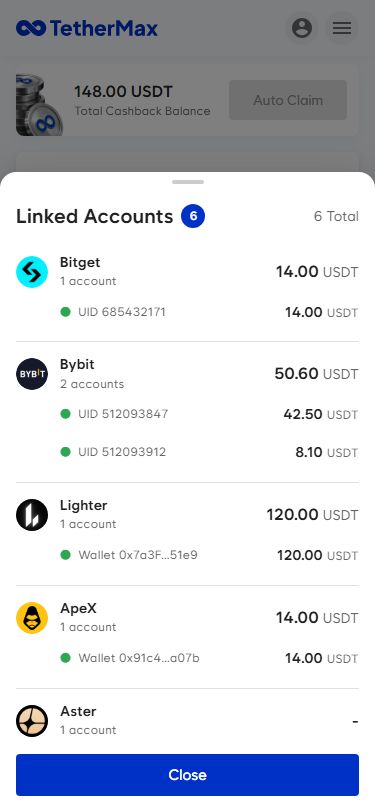 TetherMax
148.00 USDT
Total Cashback Balance
Auto Claim
Linked Accounts 6 6 Total
Bitget
1 account
14.00 USDT
UID 685432171 14.00 USDT
BYBIT
Bybit
2 accounts
50.60 USDT
UID 512093847 42.50 USDT
UID 512093912 8.10 USDT
Lighter
1 account
120.00 USDT
Wallet 0x7a3F...51e9 120.00 USDT
ApeX
1 account
14.00 USDT
Wallet 0x91c4...a07b 14.00 USDT
Aster
1 account
-
Close